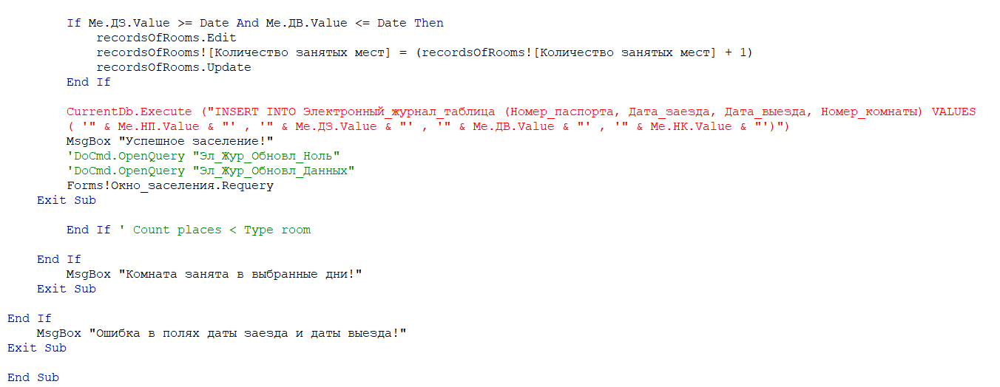 If Me.ДЗ.Value >= Date And Me.ДВ.Value <= Date Then
recordsOfRooms.Edit
recordsOfRooms![Количество занятых мест] = (recordsOfRooms![Количество занятых мест] + 1)
recordsOfRooms.Update
End If
CurrentDb.Execute ("INSERT INTO Электронный_журнал_таблица (Номер_паспорта, Дата_заезда, Дата_выезда, Номер_комнаты) VALUES
( '" & Me.НП.Value & "' , '" & Me.ДЗ.Value & "' , '" & Me.ДВ.Value & "' , '" & Me.НК.Value & "')")
MsgBox "Успешное заселение!"
'DoCmd.OpenQuery "Эл_Жур_Обновл_Ноль"
'DoCmd.OpenQuery "Эл_Жур_Обновл_Данных"
Forms!Окно_заселения.Requery
Exit Sub
End If ' Count places < Type room
End If
MsgBox "Комната занята в выбранные дни!"
Exit Sub
End If
MsgBox "Ошибка в полях даты заезда и даты выезда!"
Exit Sub
End Sub